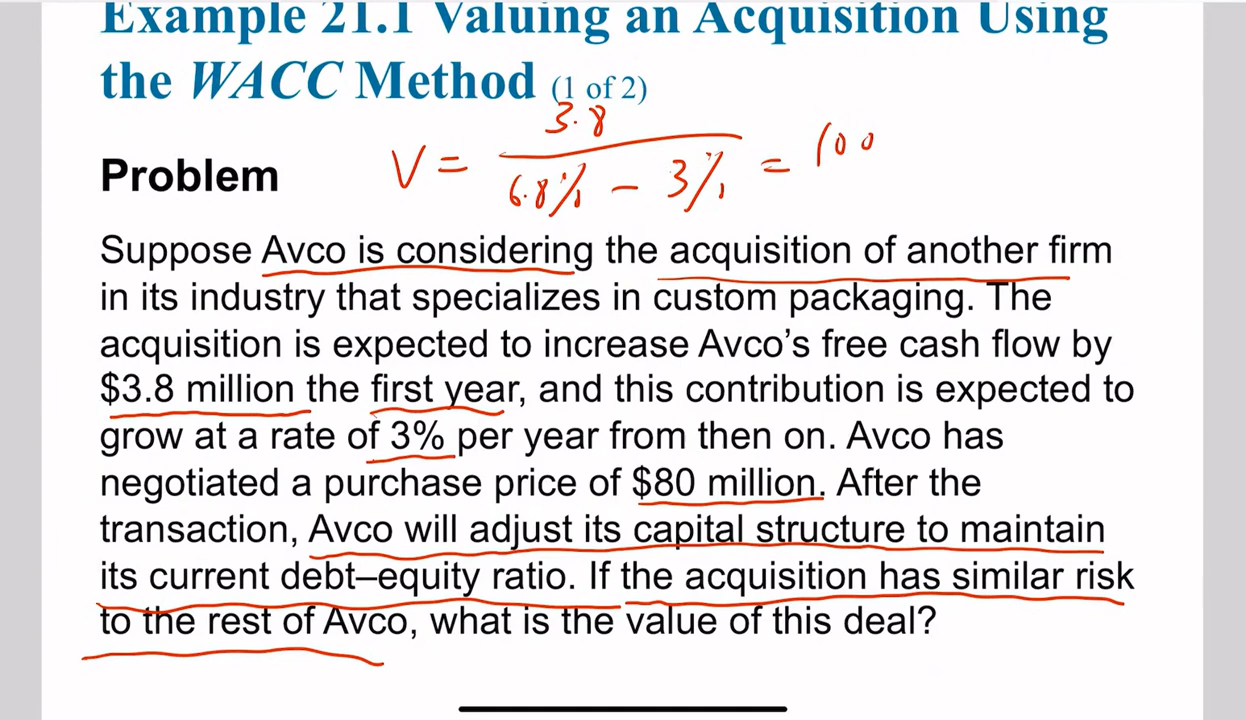 Example 21.1 Valuing an Acquisition Using
the WACC Method (1 of 2)
3.8
V = 6.8% - 3% = 100
Problem
Suppose Avco is considering the acquisition of another firm
in its industry that specializes in custom packaging. The
acquisition is expected to increase Avco’s free cash flow by
$3.8 million the first year, and this contribution is expected to
grow at a rate of 3% per year from then on. Avco has
negotiated a purchase price of $80 million. After the
transaction, Avco will adjust its capital structure to maintain
its current debt–equity ratio. If the acquisition has similar risk
to the rest of Avco, what is the value of this deal?